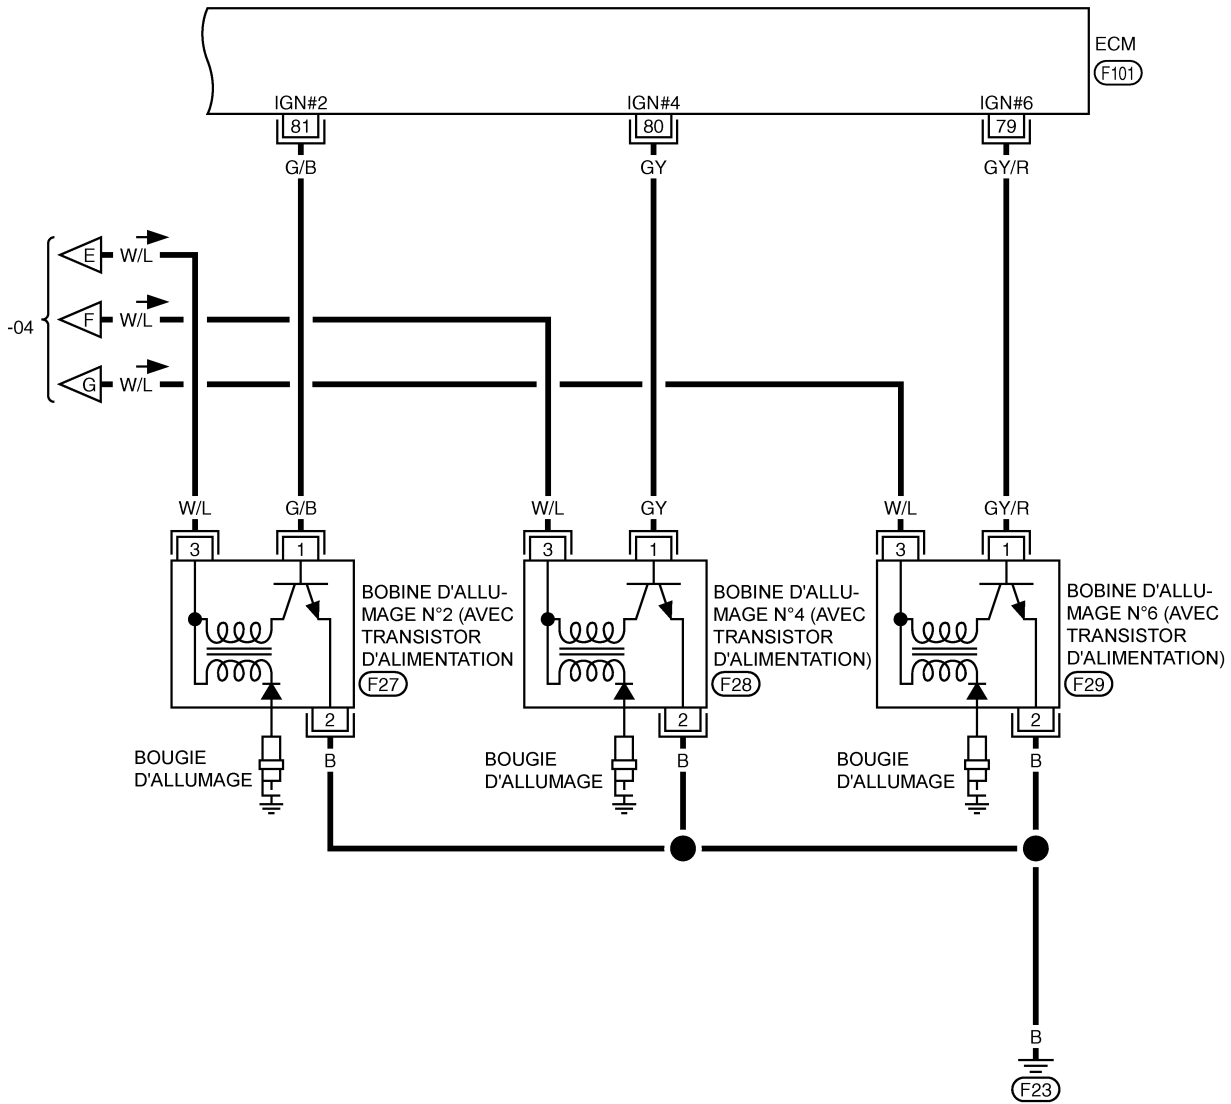 ECM
F101
IGN#2 IGN#4 IGN#6
81 80 79
G/B GY GY/R
E W/L
-04 F W/L
G W/L
W/L G/B W/L GY W/L GY/R
3 1 3 1 3 1
BOBINE D'ALLU-
MAGE N°2 (AVEC
TRANSISTOR
D'ALIMENTATION
F27
BOBINE D'ALLU-
MAGE N°4 (AVEC
TRANSISTOR
D'ALIMENTATION)
F28
BOBINE D'ALLU-
MAGE N°6 (AVEC
TRANSISTOR
D'ALIMENTATION)
F29
2 2 2
BOUGIE
D'ALLUMAGE
B
BOUGIE
D'ALLUMAGE
B
BOUGIE
D'ALLUMAGE
B
B
F23